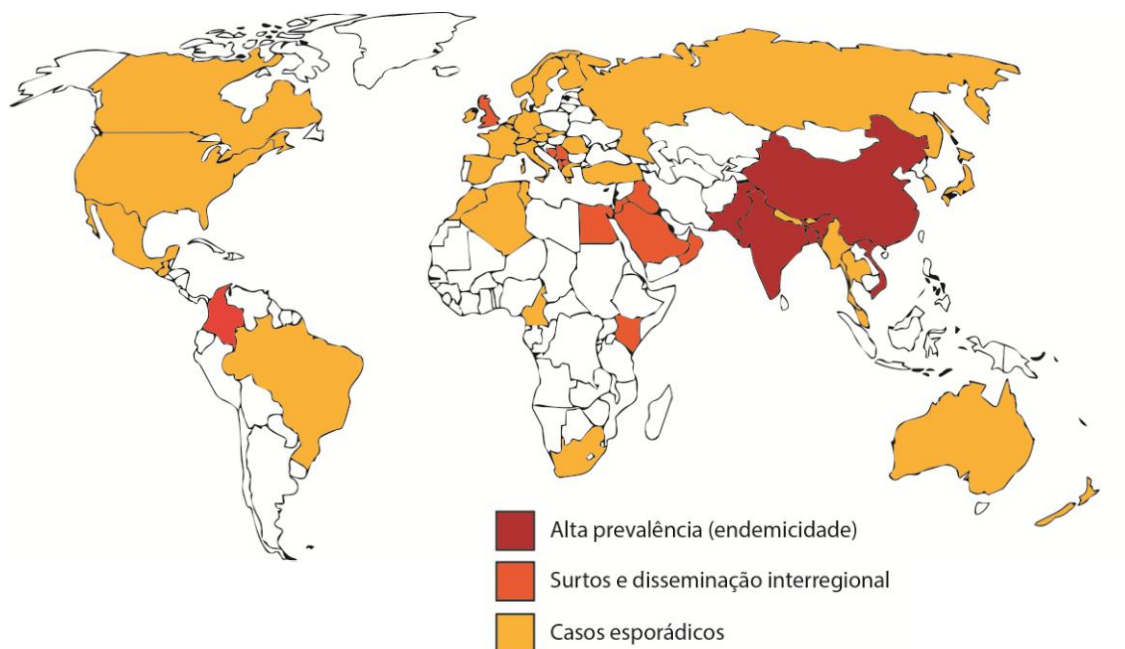 Alta prevalência (endemicidade)
Surtos e disseminação interregional
Casos esporádicos